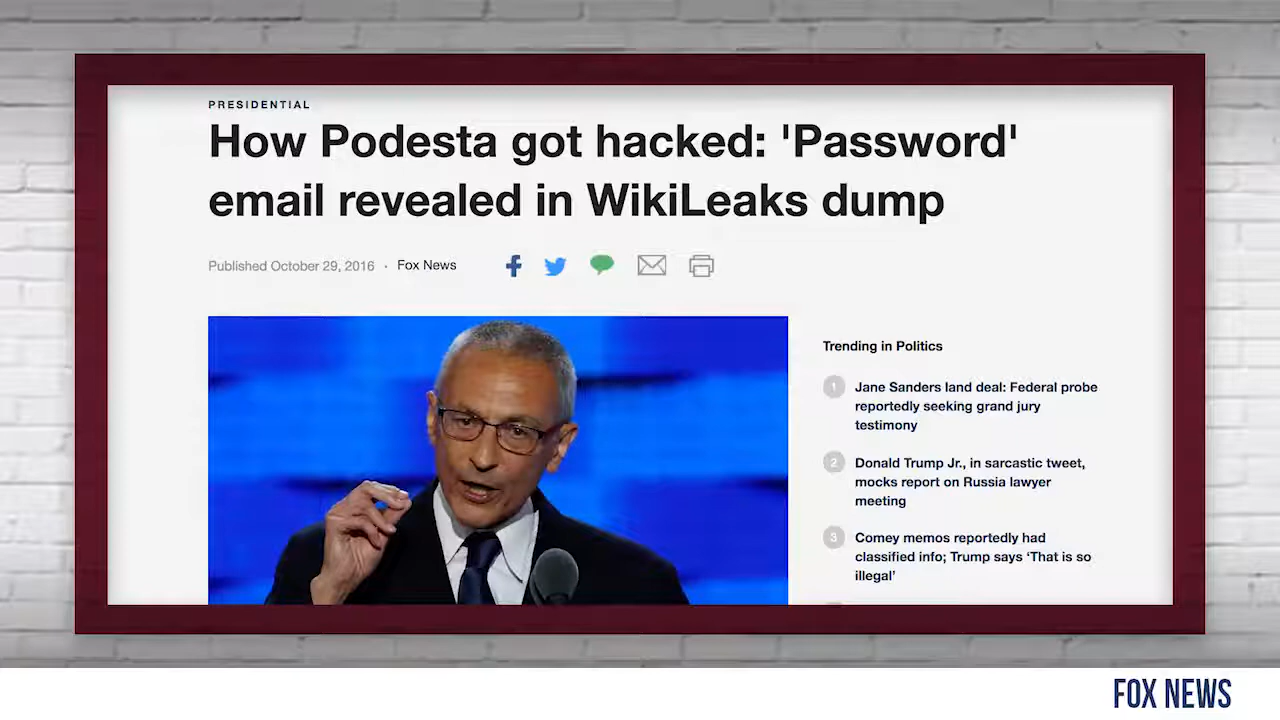 PRESIDENTIAL
How Podesta got hacked: 'Password'
email revealed in WikiLeaks dump
Published October 29, 2016 · Fox News
Trending in Politics
1 Jane Sanders land deal: Federal probe
reportedly seeking grand jury
testimony
2 Donald Trump Jr., in sarcastic tweet,
mocks report on Russia lawyer
meeting
3 Comey memos reportedly had
classified info; Trump says ‘That is so
illegal’
FOX NEWS